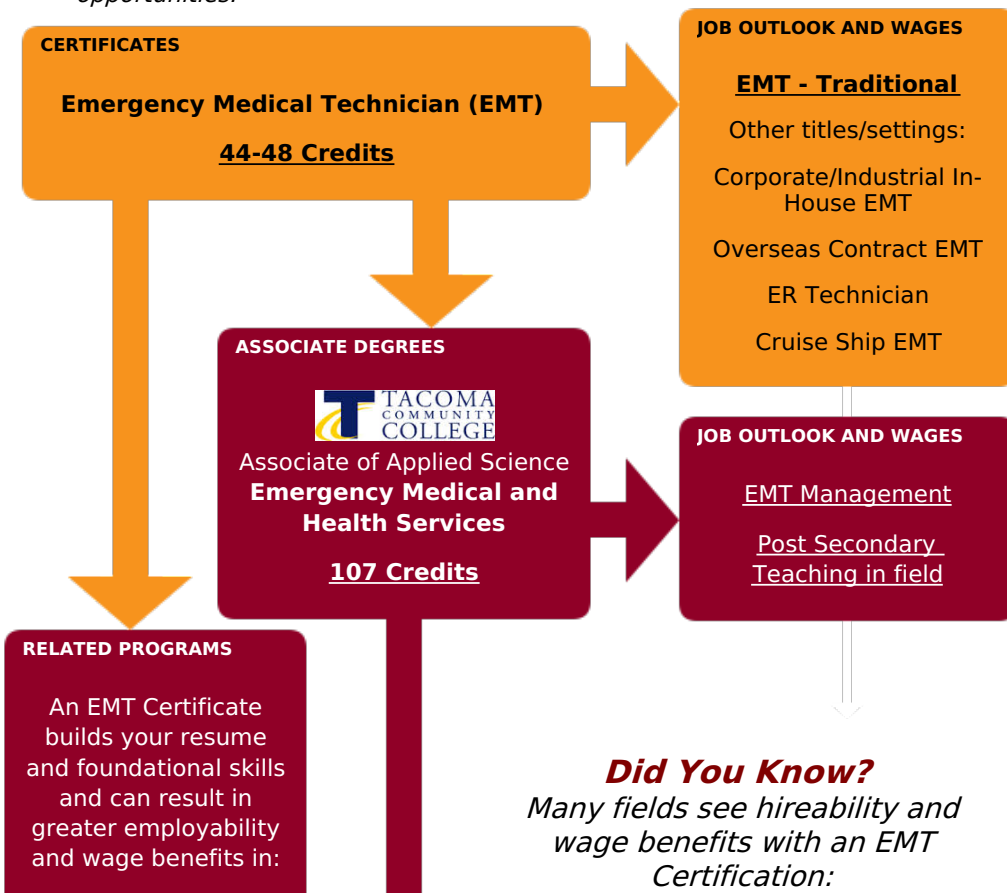 opportunities.
CERTIFICATES
Emergency Medical Technician (EMT)
44-48 Credits
JOB OUTLOOK AND WAGES
EMT - Traditional
Other titles/settings:
Corporate/Industrial In-
House EMT
Overseas Contract EMT
ER Technician
Cruise Ship EMT
ASSOCIATE DEGREES
TACOMA
COMMUNITY
COLLEGE
Associate of Applied Science
Emergency Medical and
Health Services
107 Credits
JOB OUTLOOK AND WAGES
EMT Management
Post Secondary
Teaching in field
RELATED PROGRAMS
An EMT Certificate
builds your resume
and foundational skills
and can result in
greater employability
and wage benefits in:
Did You Know?
Many fields see hireability and
wage benefits with an EMT
Certification: